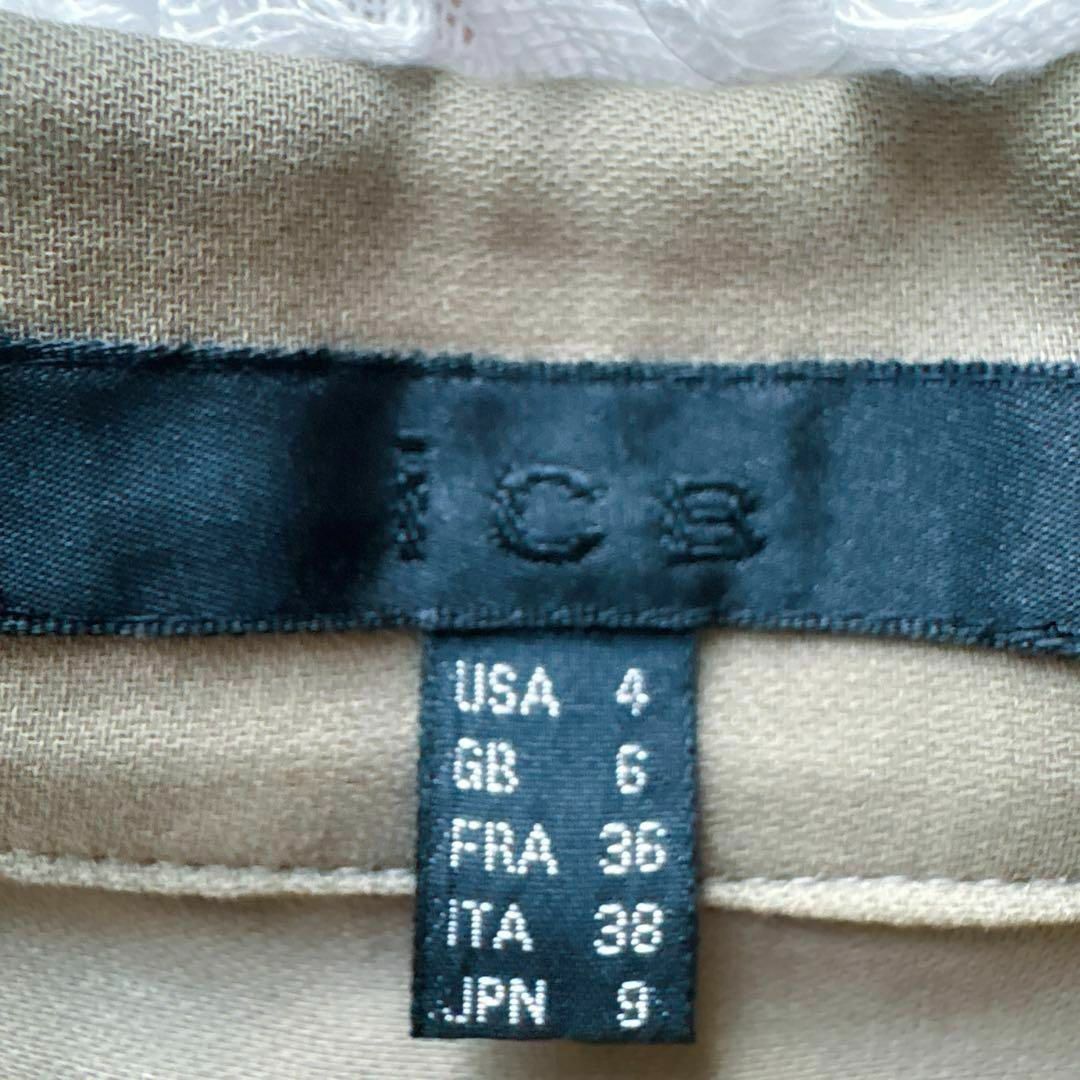 iCB
USA 4
GB 6
FRA 36
ITA 38
JPN 9